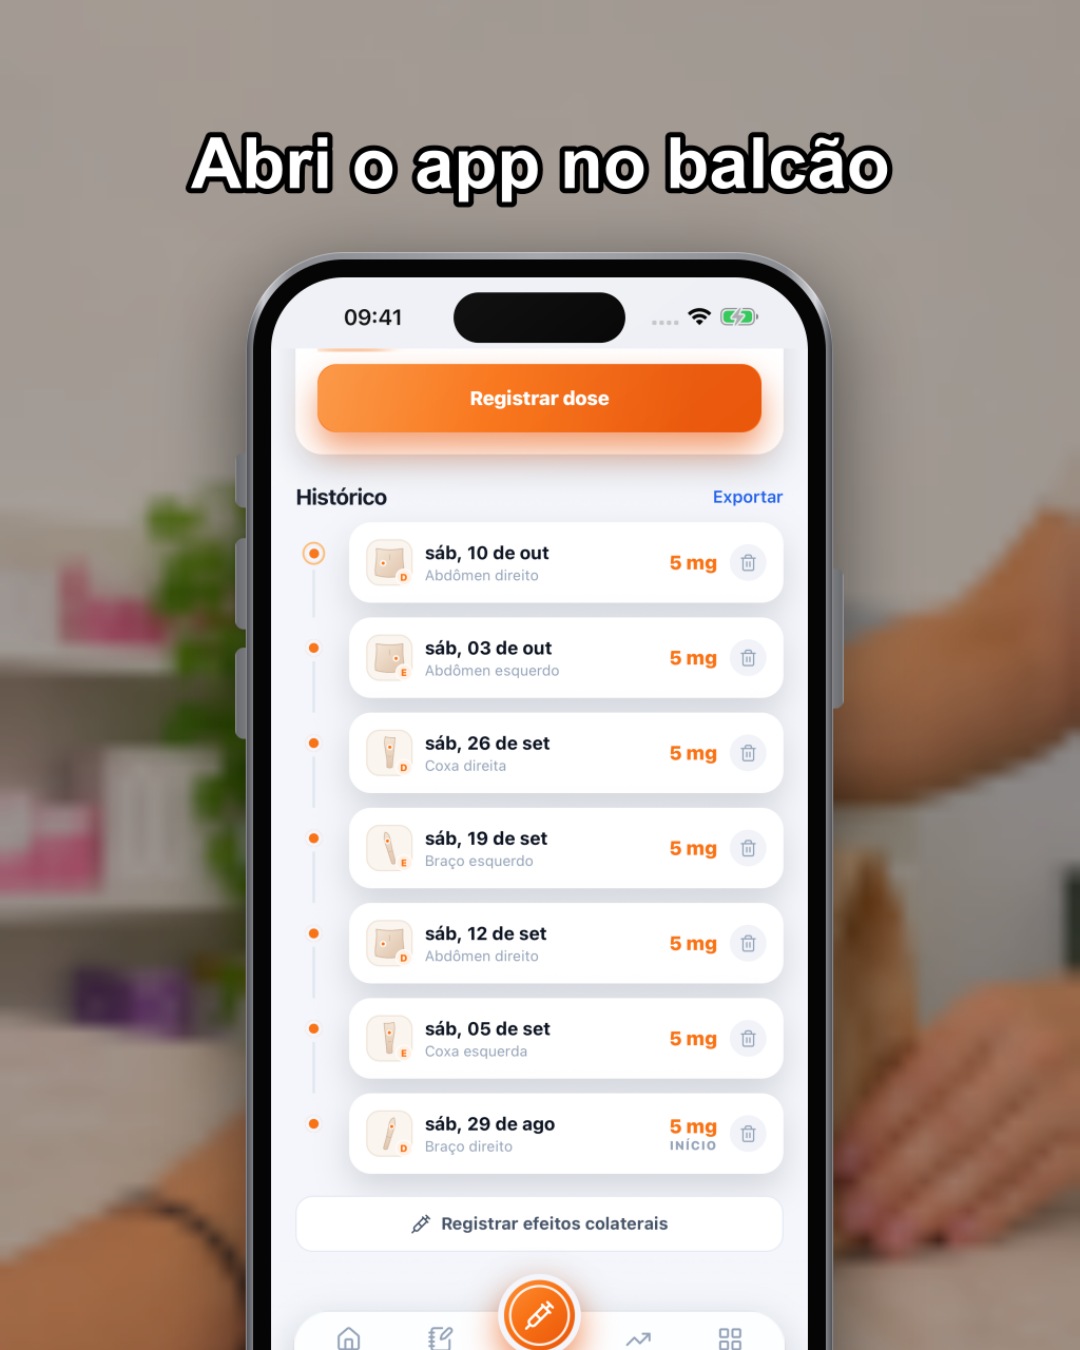 Abri o app no balcão
09:41
Registrar dose
Histórico
Exportar
sáb, 10 de out
Abdômen direito
5 mg
D
sáb, 03 de out
Abdômen esquerdo
5 mg
E
sáb, 26 de set
Coxa direita
5 mg
D
sáb, 19 de set
Braço esquerdo
5 mg
E
sáb, 12 de set
Abdômen direito
5 mg
D
sáb, 05 de set
Coxa esquerda
5 mg
E
sáb, 29 de ago
Braço direito
5 mg
INÍCIO
D
Registrar efeitos colaterais